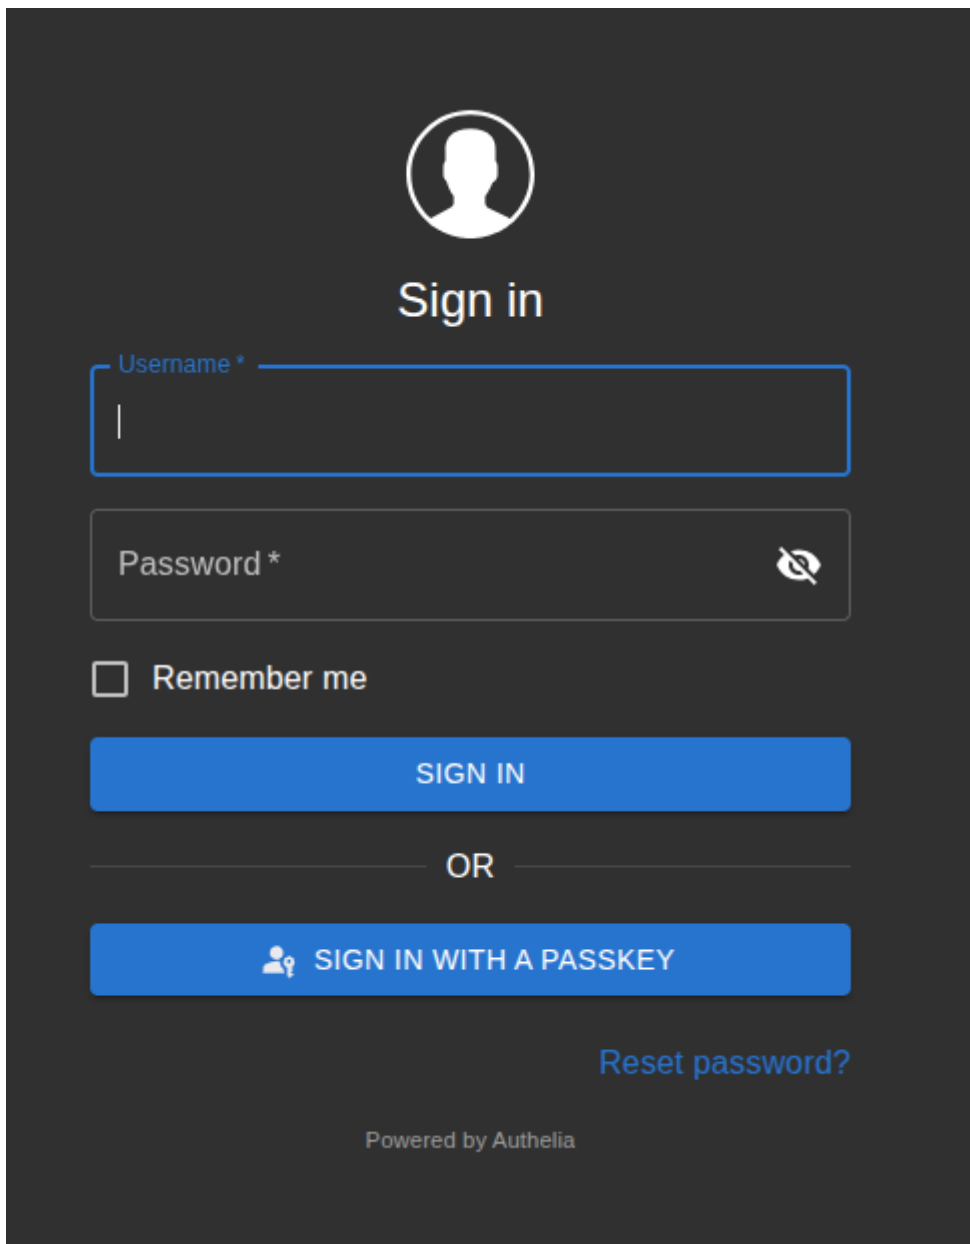 Sign in
Username *
Password *
Remember me
SIGN IN
OR
SIGN IN WITH A PASSKEY
Reset password?
Powered by Authelia